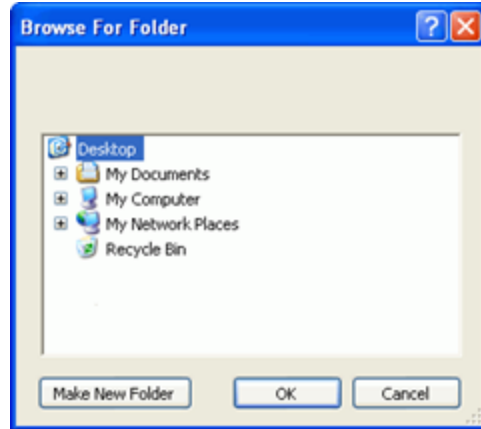 Browse For Folder
Desktop
My Documents
My Computer
My Network Places
Recycle Bin
Make New Folder
OK
Cancel